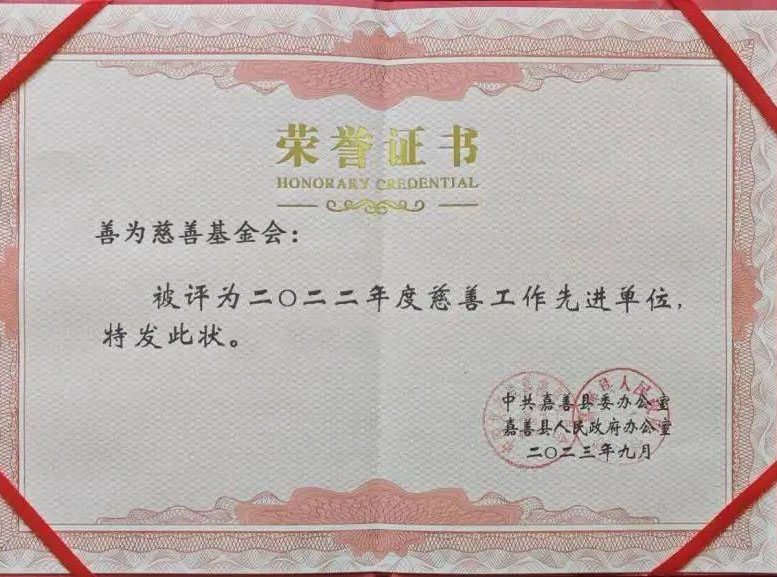 荣誉证书
HONORARY CREDENTIAL
善为慈善基金会：
被评为二〇二二年度慈善工作先进单位，
特发此状。
中共嘉善县委办公室
嘉善县人民政府办公室
二〇二三年九月